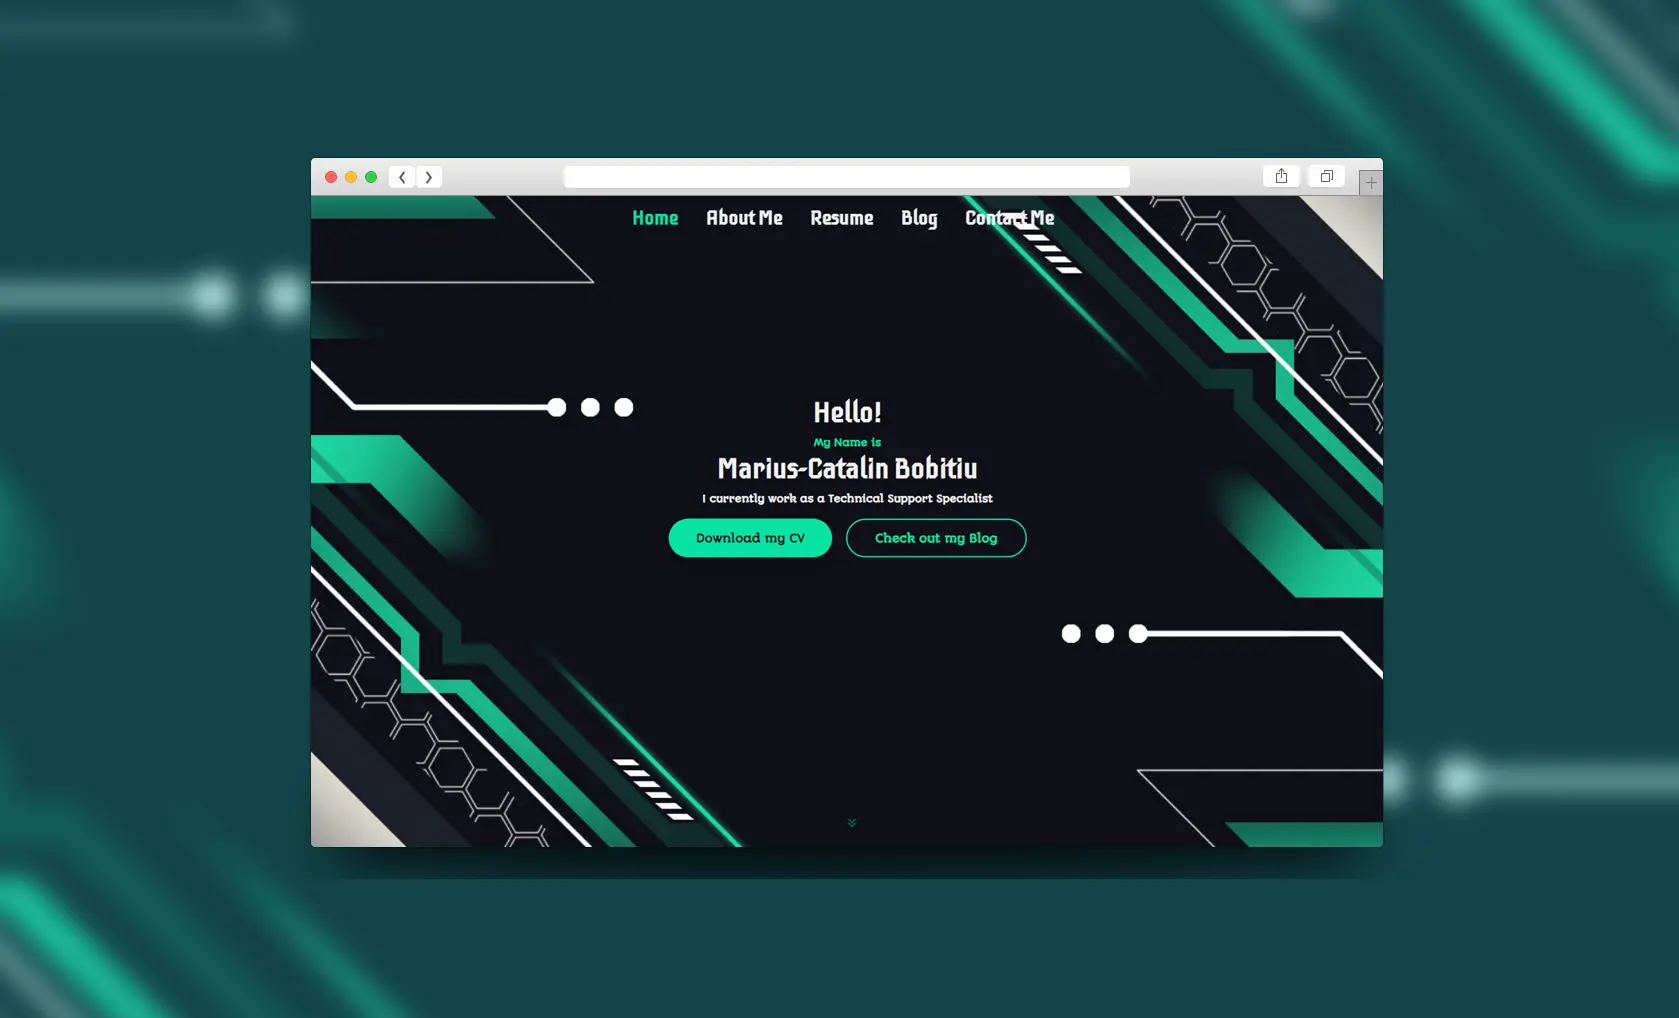 Home About Me Resume Blog Contact Me
Hello!
My Name is
Marius-Catalin Bobitiu
I currently work as a Technical Support Specialist
Download my CV Check out my Blog